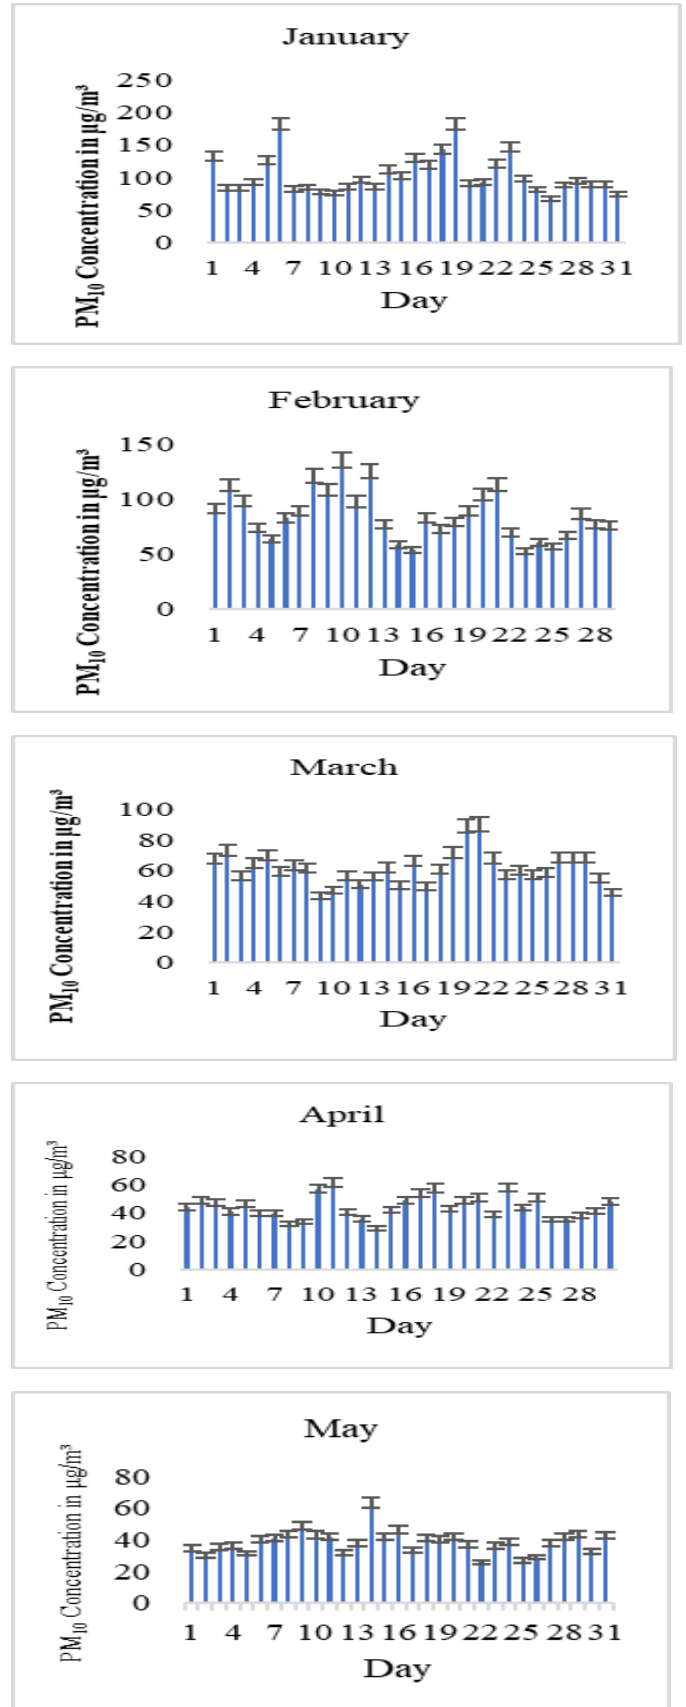 January
PM₁₀ Concentration in µg/m³
250
200
150
100
50
0
1 4 7 10 13 16 19 22 25 28 31
Day
February
PM₁₀ Concentration in µg/m³
150
100
50
0
1 4 7 10 13 16 19 22 25 28
Day
March
PM₁₀ Concentration in µg/m³
100
80
60
40
20
0
1 4 7 10 13 16 19 22 25 28 31
Day
April
PM₁₀ Concentration in µg/m³
80
60
40
20
0
1 4 7 10 13 16 19 22 25 28
Day
May
PM₁₀ Concentration in µg/m³
80
60
40
20
0
1 4 7 10 13 16 19 22 25 28 31
Day